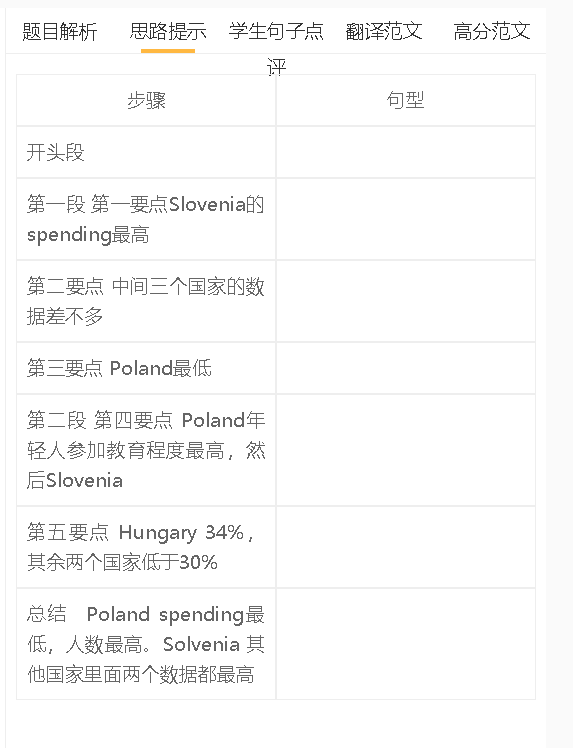 题目解析 思路提示 学生句子点评 翻译范文 高分范文
步骤 句型
开头段
第一段 第一要点Slovenia的
spending最高
第二要点 中间三个国家的数
据差不多
第三要点 Poland最低
第二段 第四要点 Poland年
轻人参加教育程度最高，然
后Slovenia
第五要点 Hungary 34%，
其余两个国家低于30%
总结 Poland spending最
低，人数最高。Solvenia 其
他国家里面两个数据都最高